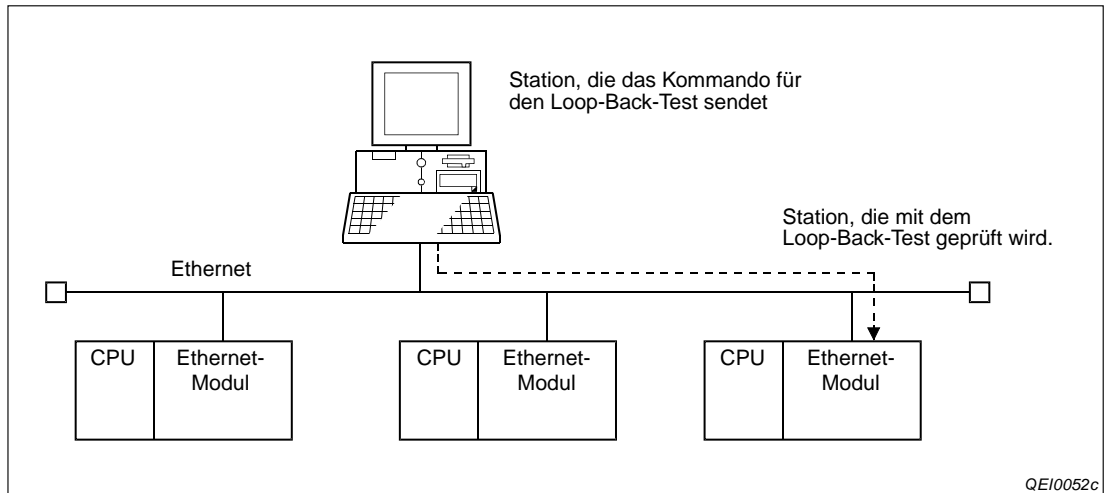 Station, die das Kommando für
den Loop-Back-Test sendet
Station, die mit dem
Loop-Back-Test geprüft wird.
Ethernet
CPU
Ethernet-
Modul
CPU
Ethernet-
Modul
CPU
Ethernet-
Modul
QEI0052c